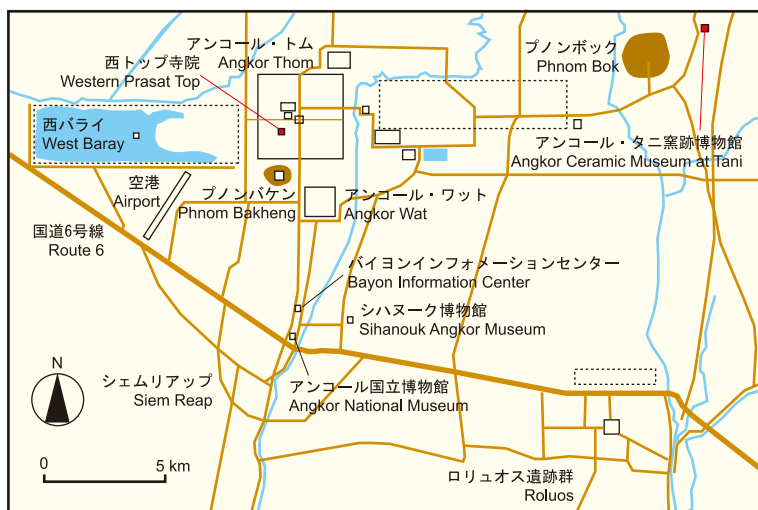 アンコール・トム
Angkor Thom
西トップ寺院
Western Prasat Top
プノンボック
Phnom Bok
西バライ
West Baray
アンコール・タニ窯跡博物館
Angkor Ceramic Museum at Tani
空港
Airport
プノンバケン
Phnom Bakheng
アンコール・ワット
Angkor Wat
国道6号線
Route 6
バイヨンインフォメーションセンター
Bayon Information Center
シハヌーク博物館
Sihanouk Angkor Museum
N
シェムリアップ
Siem Reap
アンコール国立博物館
Angkor National Museum
0 5 km
ロリュオス遺跡群
Roluos